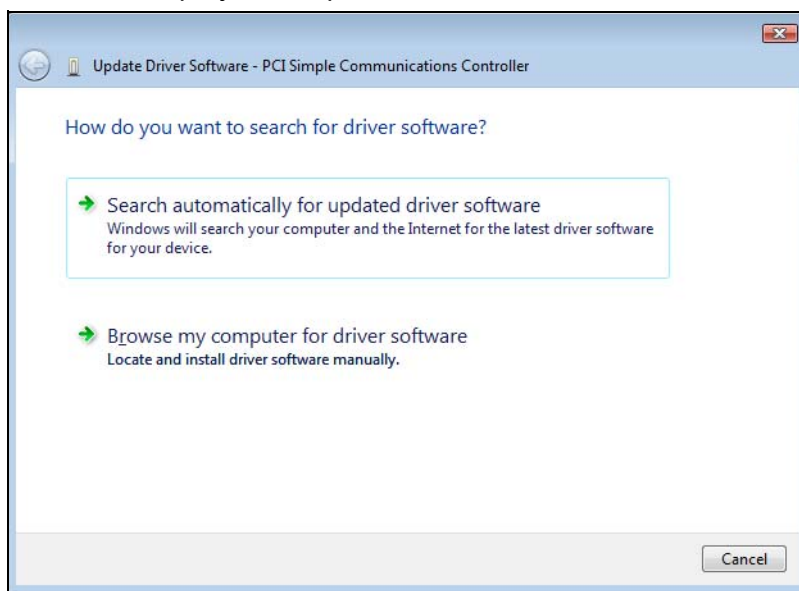 Update Driver Software - PCI Simple Communications Controller
How do you want to search for driver software?
Search automatically for updated driver software
Windows will search your computer and the Internet for the latest driver software
for your device.
Browse my computer for driver software
Locate and install driver software manually.
Cancel